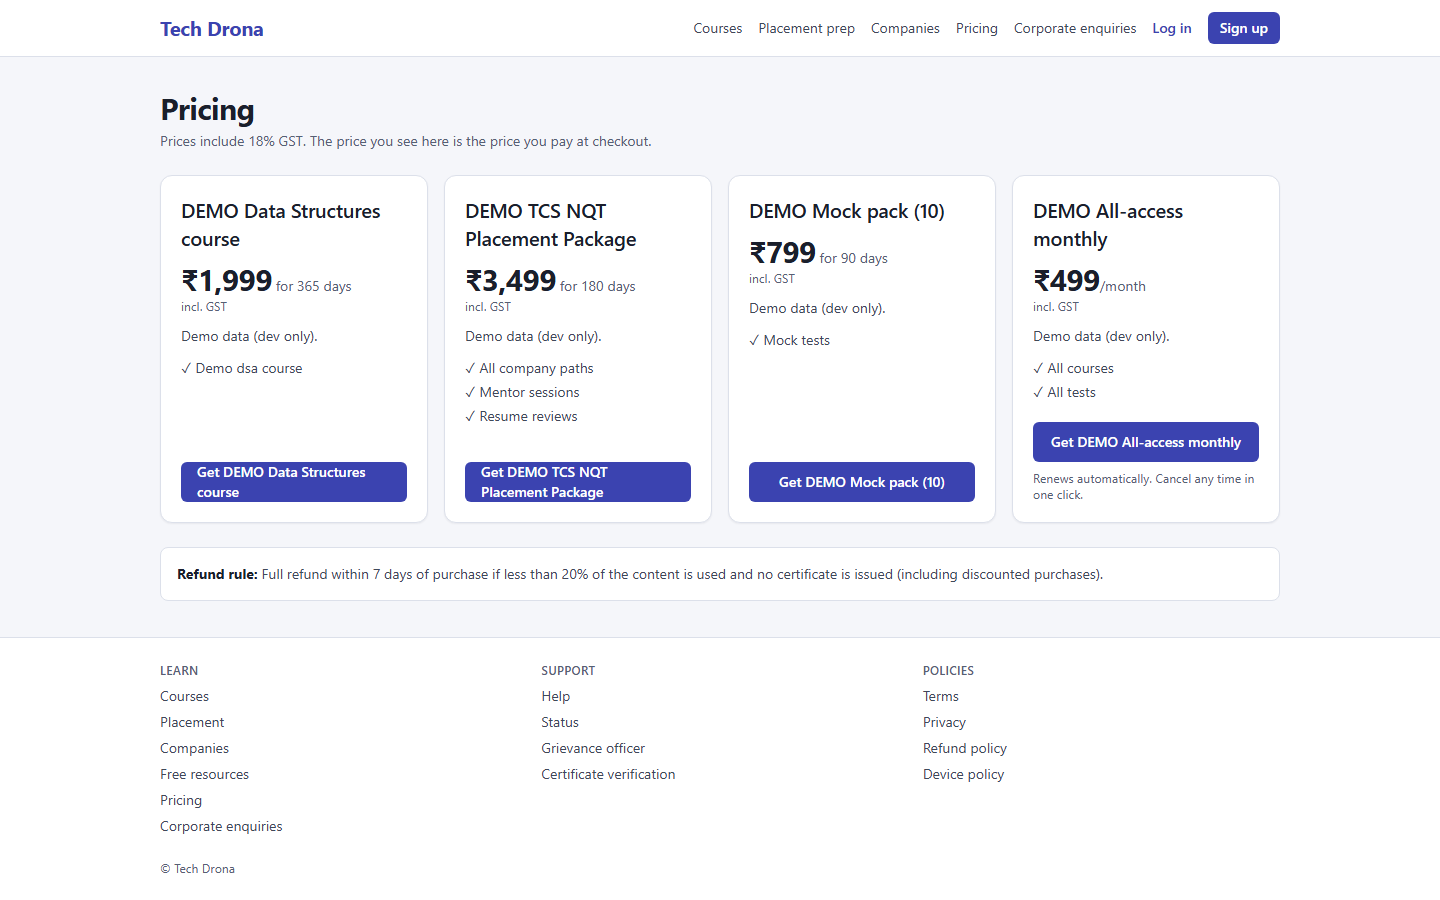 Tech Drona
Courses Placement prep Companies Pricing Corporate enquiries Log in Sign up
Pricing
Prices include 18% GST. The price you see here is the price you pay at checkout.
DEMO Data Structures
course
₹1,999 for 365 days
incl. GST
Demo data (dev only).
✓ Demo dsa course
Get DEMO Data Structures
course
DEMO TCS NQT
Placement Package
₹3,499 for 180 days
incl. GST
Demo data (dev only).
✓ All company paths
✓ Mentor sessions
✓ Resume reviews
Get DEMO TCS NQT
Placement Package
DEMO Mock pack (10)
₹799 for 90 days
incl. GST
Demo data (dev only).
✓ Mock tests
Get DEMO Mock pack (10)
DEMO All-access
monthly
₹499/month
incl. GST
Demo data (dev only).
✓ All courses
✓ All tests
Get DEMO All-access monthly
Renews automatically. Cancel any time in
one click.
Refund rule: Full refund within 7 days of purchase if less than 20% of the content is used and no certificate is issued (including discounted purchases).
LEARN
Courses
Placement
Companies
Free resources
Pricing
Corporate enquiries
SUPPORT
Help
Status
Grievance officer
Certificate verification
POLICIES
Terms
Privacy
Refund policy
Device policy
© Tech Drona